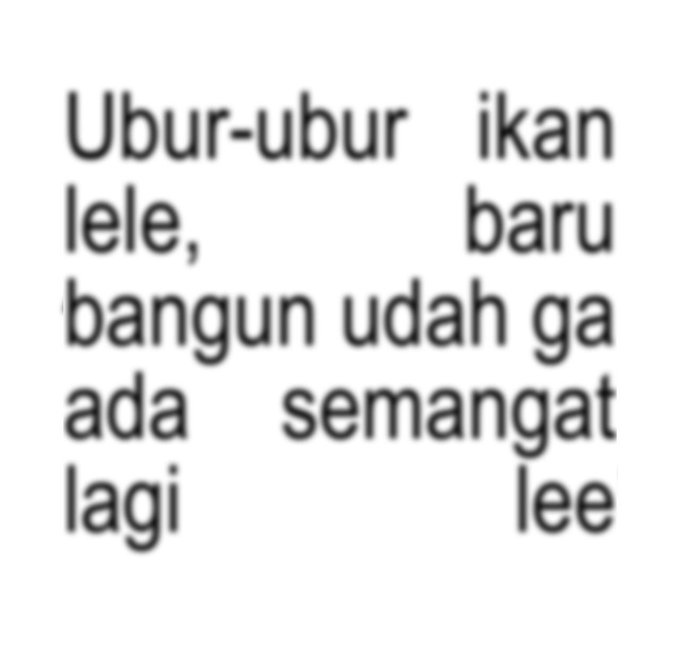 Ubur-ubur ikan
lele, baru
bangun udah ga
ada semangat
lagi lee